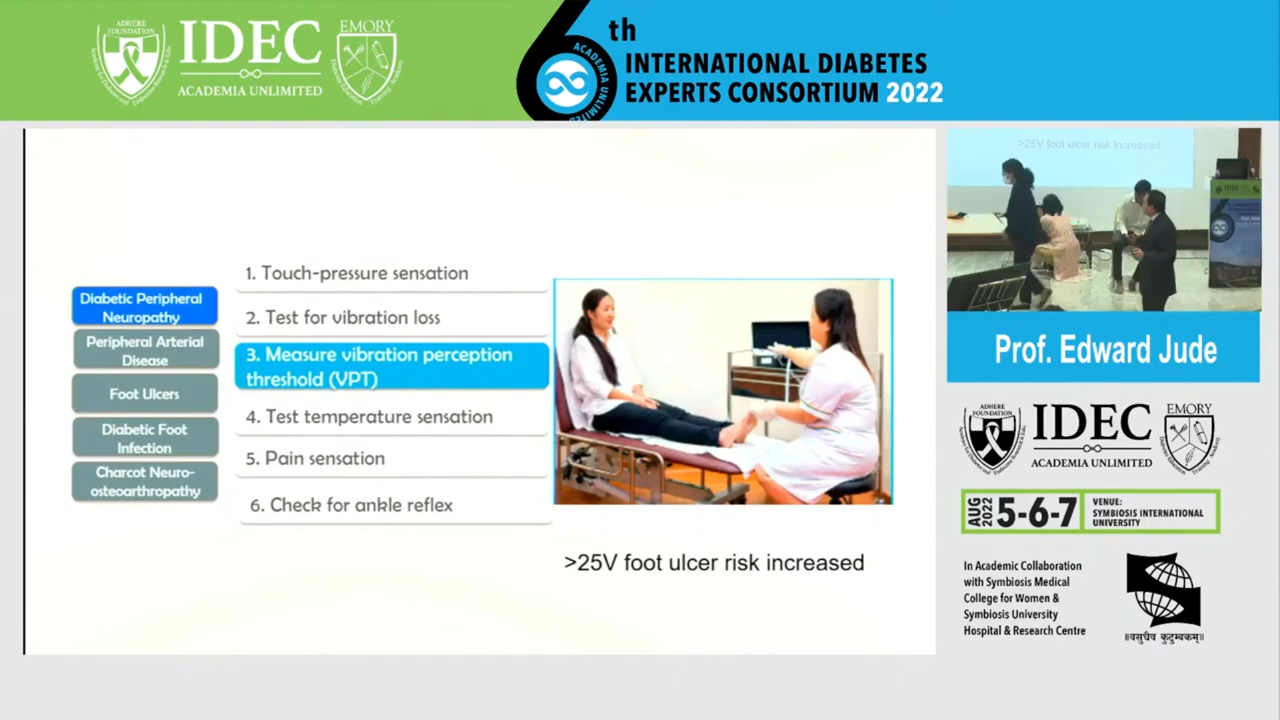 ADHERE
FOUNDATION
IDEC
ACADEMIA UNLIMITED
EMORY
6th
ACADEMIA UNLIMITED
INTERNATIONAL DIABETES
EXPERTS CONSORTIUM 2022
Diabetic Peripheral
Neuropathy
Peripheral Arterial
Disease
Foot Ulcers
Diabetic Foot
Infection
Charcot Neuro-
osteoarthropathy
1. Touch-pressure sensation
2. Test for vibration loss
3. Measure vibration perception
threshold (VPT)
4. Test temperature sensation
5. Pain sensation
6. Check for ankle reflex
>25V foot ulcer risk increased
>25V foot ulcer risk increased
Prof. Edward Jude
ADHERE
FOUNDATION
IDEC
ACADEMIA UNLIMITED
EMORY
AUG
2022
5-6-7
VENUE:
SYMBIOSIS INTERNATIONAL
UNIVERSITY
In Academic Collaboration
with Symbiosis Medical
College for Women &
Symbiosis University
Hospital & Research Centre
॥वसुधैव कुटुम्बकम्॥